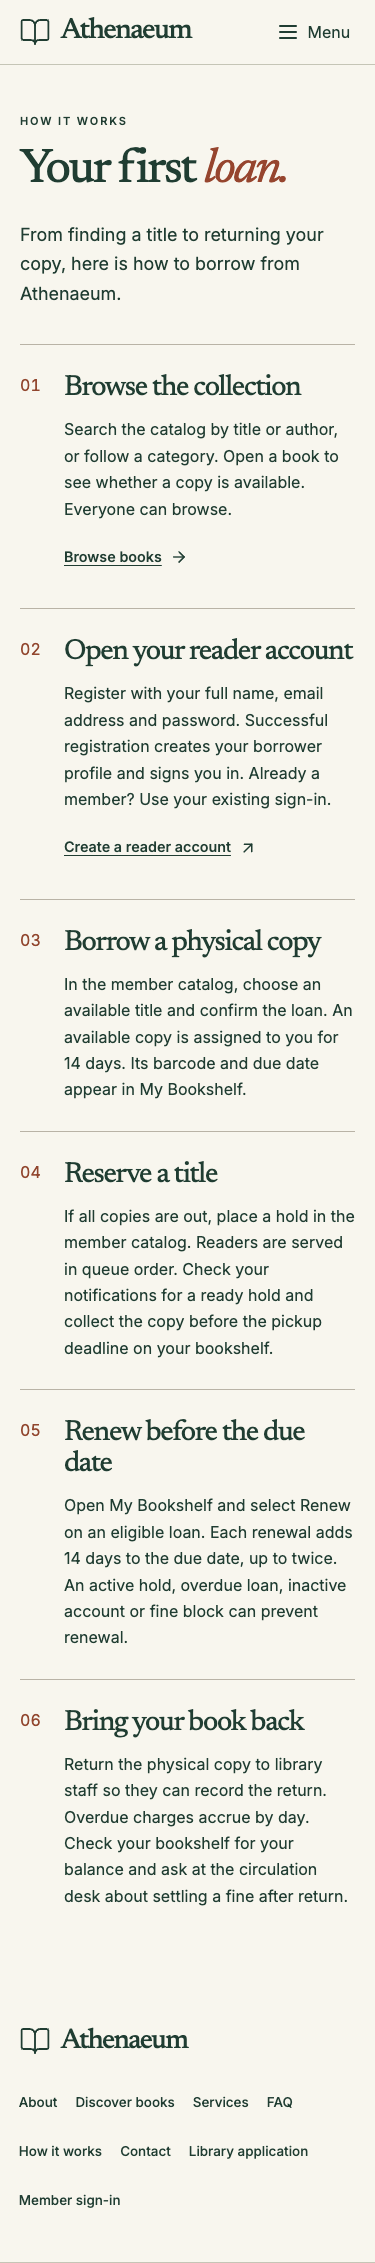 Athenaeum
Menu
HOW IT WORKS
Your first loan.
From finding a title to returning your
copy, here is how to borrow from
Athenaeum.
01
Browse the collection
Search the catalog by title or author,
or follow a category. Open a book to
see whether a copy is available.
Everyone can browse.
Browse books
02
Open your reader account
Register with your full name, email
address and password. Successful
registration creates your borrower
profile and signs you in. Already a
member? Use your existing sign-in.
Create a reader account
03
Borrow a physical copy
In the member catalog, choose an
available title and confirm the loan. An
available copy is assigned to you for
14 days. Its barcode and due date
appear in My Bookshelf.
04
Reserve a title
If all copies are out, place a hold in the
member catalog. Readers are served
in queue order. Check your
notifications for a ready hold and
collect the copy before the pickup
deadline on your bookshelf.
05
Renew before the due
date
Open My Bookshelf and select Renew
on an eligible loan. Each renewal adds
14 days to the due date, up to twice.
An active hold, overdue loan, inactive
account or fine block can prevent
renewal.
06
Bring your book back
Return the physical copy to library
staff so they can record the return.
Overdue charges accrue by day.
Check your bookshelf for your
balance and ask at the circulation
desk about settling a fine after return.
Athenaeum
About Discover books Services FAQ
How it works Contact Library application
Member sign-in